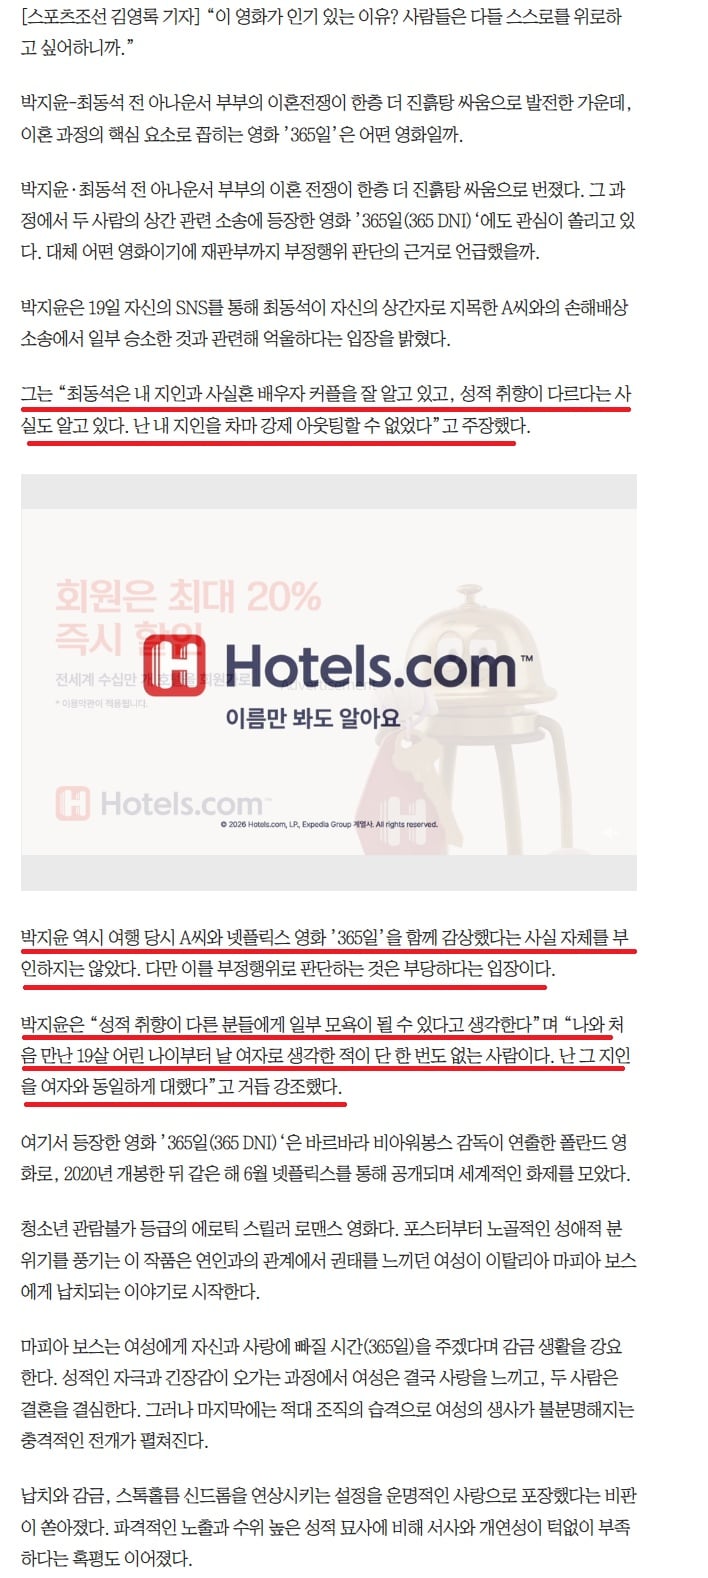 [스포츠조선 김영록 기자] “이 영화가 인기 있는 이유? 사람들은 다들 스스로를 위로하
고 싶어하니까.”
박지윤-최동석 전 아나운서 부부의 이혼전쟁이 한층 더 진흙탕 싸움으로 발전한 가운데,
이혼 과정의 핵심 요소로 꼽히는 영화 ’365일’은 어떤 영화일까.
박지윤·최동석 전 아나운서 부부의 이혼 전쟁이 한층 더 진흙탕 싸움으로 번졌다. 그 과
정에서 두 사람의 상간 관련 소송에 등장한 영화 ’365일(365 DNI)‘에도 관심이 쏠리고 있
다. 대체 어떤 영화이기에 재판부까지 부정행위 판단의 근거로 언급했을까.
박지윤은 19일 자신의 SNS를 통해 최동석이 자신의 상간자로 지목한 A씨와의 손해배상
소송에서 일부 승소한 것과 관련해 억울하다는 입장을 밝혔다.
그는 “최동석은 내 지인과 사실혼 배우자 커플을 잘 알고 있고, 성적 취향이 다르다는 사
실도 알고 있다. 난 내 지인을 차마 강제 아웃팅할 수 없었다”고 주장했다.
회원은 최대 20%
즉시 할인
전세계 수십만 개 호텔을 회원가로
Advertisement
* 이용약관이 적용됩니다.
Hotels.com™
이름만 봐도 알아요
Hotels.com™
© 2026 Hotels.com, LP., Expedia Group 계열사. All rights reserved.
박지윤 역시 여행 당시 A씨와 넷플릭스 영화 ’365일’을 함께 감상했다는 사실 자체를 부
인하지는 않았다. 다만 이를 부정행위로 판단하는 것은 부당하다는 입장이다.
박지윤은 “성적 취향이 다른 분들에게 일부 모욕이 될 수 있다고 생각한다”며 “나와 처
음 만난 19살 어린 나이부터 날 여자로 생각한 적이 단 한 번도 없는 사람이다. 난 그 지인
을 여자와 동일하게 대했다”고 거듭 강조했다.
여기서 등장한 영화 ’365일(365 DNI)‘은 바르바라 비아워봉스 감독이 연출한 폴란드 영
화로, 2020년 개봉한 뒤 같은 해 6월 넷플릭스를 통해 공개되며 세계적인 화제를 모았다.
청소년 관람불가 등급의 에로틱 스릴러 로맨스 영화다. 포스터부터 노골적인 성애적 분
위기를 풍기는 이 작품은 연인과의 관계에서 권태를 느끼던 여성이 이탈리아 마피아 보스
에게 납치되는 이야기로 시작한다.
마피아 보스는 여성에게 자신과 사랑에 빠질 시간(365일)을 주겠다며 감금 생활을 강요
한다. 성적인 자극과 긴장감이 오가는 과정에서 여성은 결국 사랑을 느끼고, 두 사람은
결혼을 결심한다. 그러나 마지막에는 적대 조직의 습격으로 여성의 생사가 불분명해지는
충격적인 전개가 펼쳐진다.
납치와 감금, 스톡홀름 신드롬을 연상시키는 설정을 운명적인 사랑으로 포장했다는 비판
이 쏟아졌다. 파격적인 노출과 수위 높은 성적 묘사에 비해 서사와 개연성이 턱없이 부족
하다는 혹평도 이어졌다.